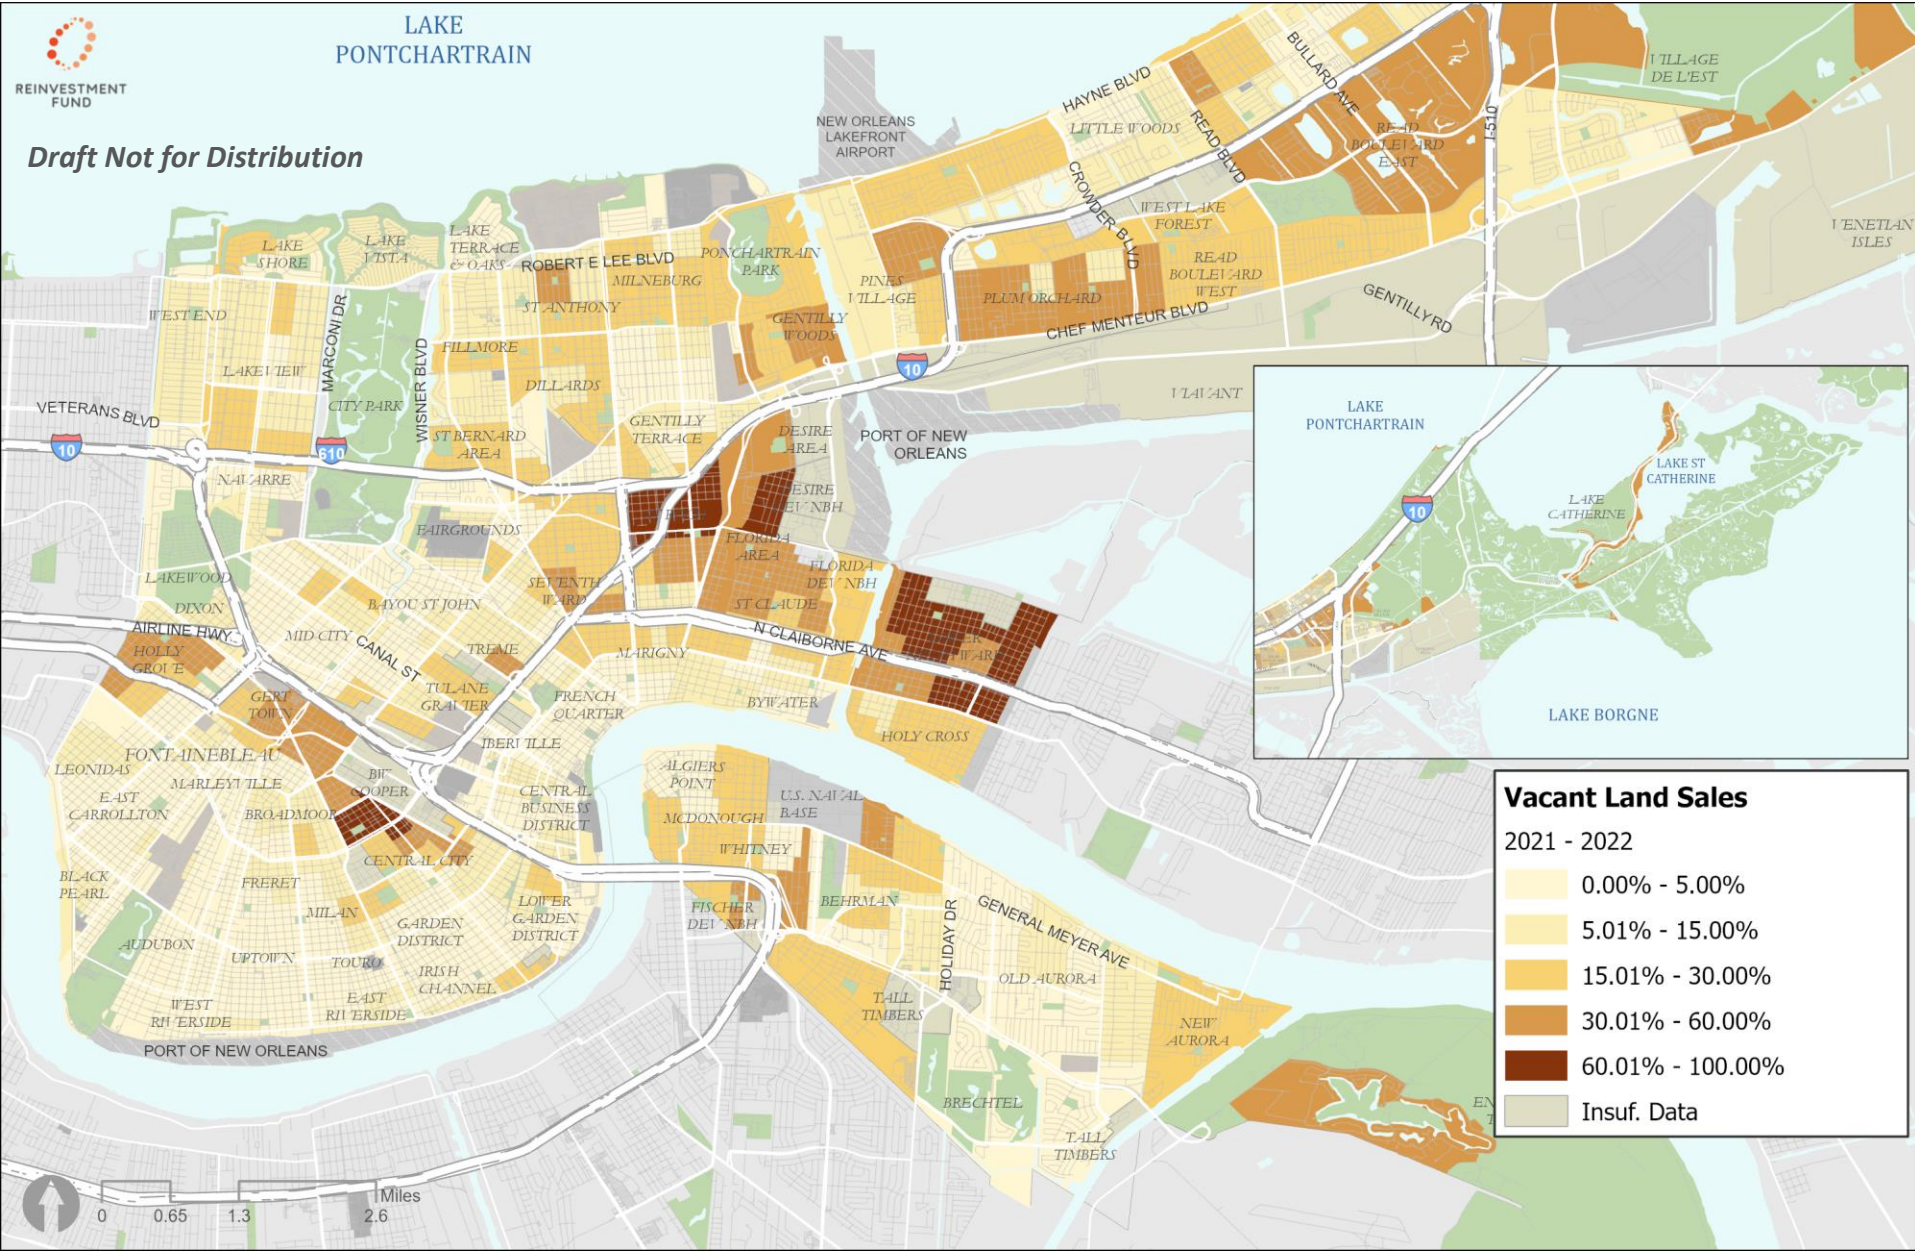 LAKE
PONTCHARTRAIN
REINVESTMENT
FUND
Draft Not for Distribution
NEW ORLEANS
LAKEFRONT
AIRPORT
HAYNE BLVD
LITTLE WOODS
BULLARD AVE
READ BLVD
CROWDER BLVD
READ
BOULEVARD
EAST
I-510
VILLAGE
DE L'EST
VENETIAN
ISLES
WEST LAKE
FOREST
READ
BOULEVARD
WEST
LAKE
SHORE
LAKE
VISTA
LAKE
TERRACE
& OAKS
ROBERT E LEE BLVD
MILNEBURG
PONCHARTRAIN
PARK
PINES
VILLAGE
PLUM ORCHARD
CHEF MENTEUR BLVD
GENTILLY RD
ST ANTHONY
GENTILLY
WOODS
WEST END
MARCONI DR
WISNER BLVD
FILLMORE
LAKEVIEW
CITY PARK
DILLARDS
10
VIAVANT
VETERANS BLVD
10
610
ST BERNARD
AREA
GENTILLY
TERRACE
DESIRE
AREA
PORT OF NEW
ORLEANS
NAVARRE
FAIRGROUNDS
ESIRE
DEV NBH
FLORIDA
AREA
FLORIDA
DEV NBH
LAKEWOOD
DIXON
BAYOU ST JOHN
SEVENTH
WARD
ST CLAUDE
AIRLINE HWY
MID-CITY
CANAL ST
TREME
MARIGNY
N CLAIBORNE AVE
HOLLY
GROVE
GERT
TOWN
TULANE
GRAVIER
FRENCH
QUARTER
BYWATER
HOLY CROSS
IBERVILLE
FONTAINEBLEAU
LEONIDAS
MARLEYVILLE
EAST
CARROLLTON
BROADMOOR
BW
COOPER
CENTRAL
BUSINESS
DISTRICT
ALGIERS
POINT
U.S. NAVAL
BASE
MCDONOUGH
WHITNEY
CENTRAL CITY
BLACK
PEARL
FRERET
MILAN
GARDEN
DISTRICT
LOWER
GARDEN
DISTRICT
FISCHER
DEV NBH
BEHRMAN
HOLIDAY DR
GENERAL MEYER AVE
AUDUBON
UPTOWN
TOURO
IRISH
CHANNEL
OLD AURORA
WEST
RIVERSIDE
EAST
RIVERSIDE
TALL
TIMBERS
NEW
AURORA
PORT OF NEW ORLEANS
BRECHTEL
TALL
TIMBERS
EN
LAKE
PONTCHARTRAIN
10
LAKE ST
CATHERINE
LAKE
CATHERINE
LAKE BORGNE
Vacant Land Sales
2021 - 2022
0.00% - 5.00%
5.01% - 15.00%
15.01% - 30.00%
30.01% - 60.00%
60.01% - 100.00%
Insuf. Data
Miles
0 0.65 1.3 2.6